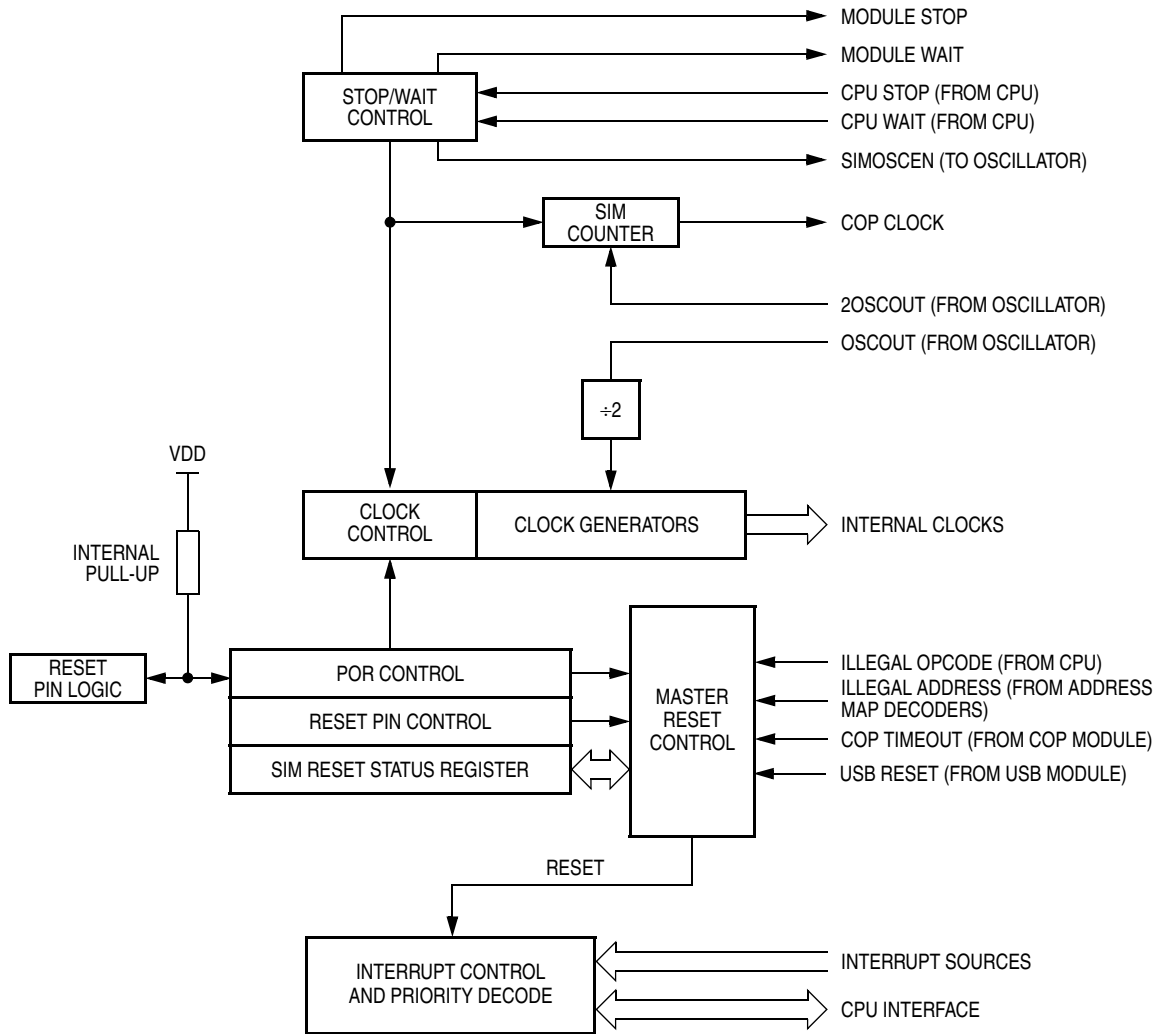 MODULE STOP
MODULE WAIT
STOP/WAIT
CONTROL
CPU STOP (FROM CPU)
CPU WAIT (FROM CPU)
SIMOSCEN (TO OSCILLATOR)
SIM
COUNTER
COP CLOCK
2OSCOUT (FROM OSCILLATOR)
OSCOUT (FROM OSCILLATOR)
÷2
VDD
CLOCK
CONTROL
CLOCK GENERATORS
INTERNAL CLOCKS
INTERNAL
PULL-UP
RESET
PIN LOGIC
POR CONTROL
RESET PIN CONTROL
SIM RESET STATUS REGISTER
MASTER
RESET
CONTROL
ILLEGAL OPCODE (FROM CPU)
ILLEGAL ADDRESS (FROM ADDRESS
MAP DECODERS)
COP TIMEOUT (FROM COP MODULE)
USB RESET (FROM USB MODULE)
RESET
INTERRUPT CONTROL
AND PRIORITY DECODE
INTERRUPT SOURCES
CPU INTERFACE